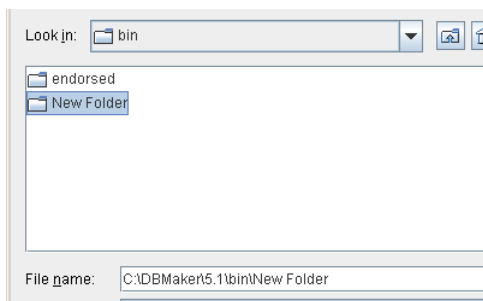 Look in: bin
endorsed
New Folder
File name: C:\DBMaker\5.1\bin\New Folder